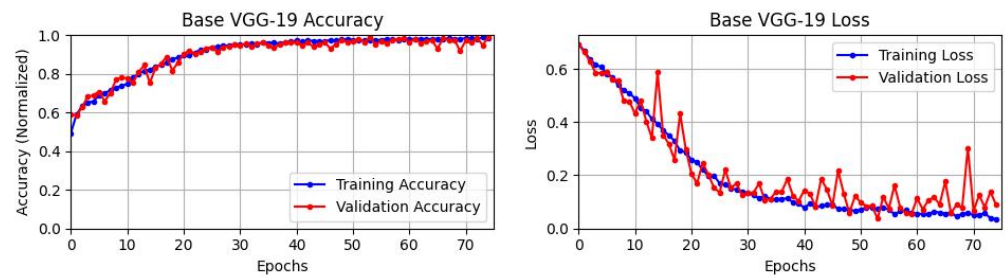 Base VGG-19 Accuracy
Accuracy (Normalized)
1.0
0.8
0.6
0.4
0.2
0.0
Training Accuracy
Validation Accuracy
0 10 20 30 40 50 60 70
Epochs
Base VGG-19 Loss
Loss
0.6
0.4
0.2
0.0
Training Loss
Validation Loss
0 10 20 30 40 50 60 70
Epochs